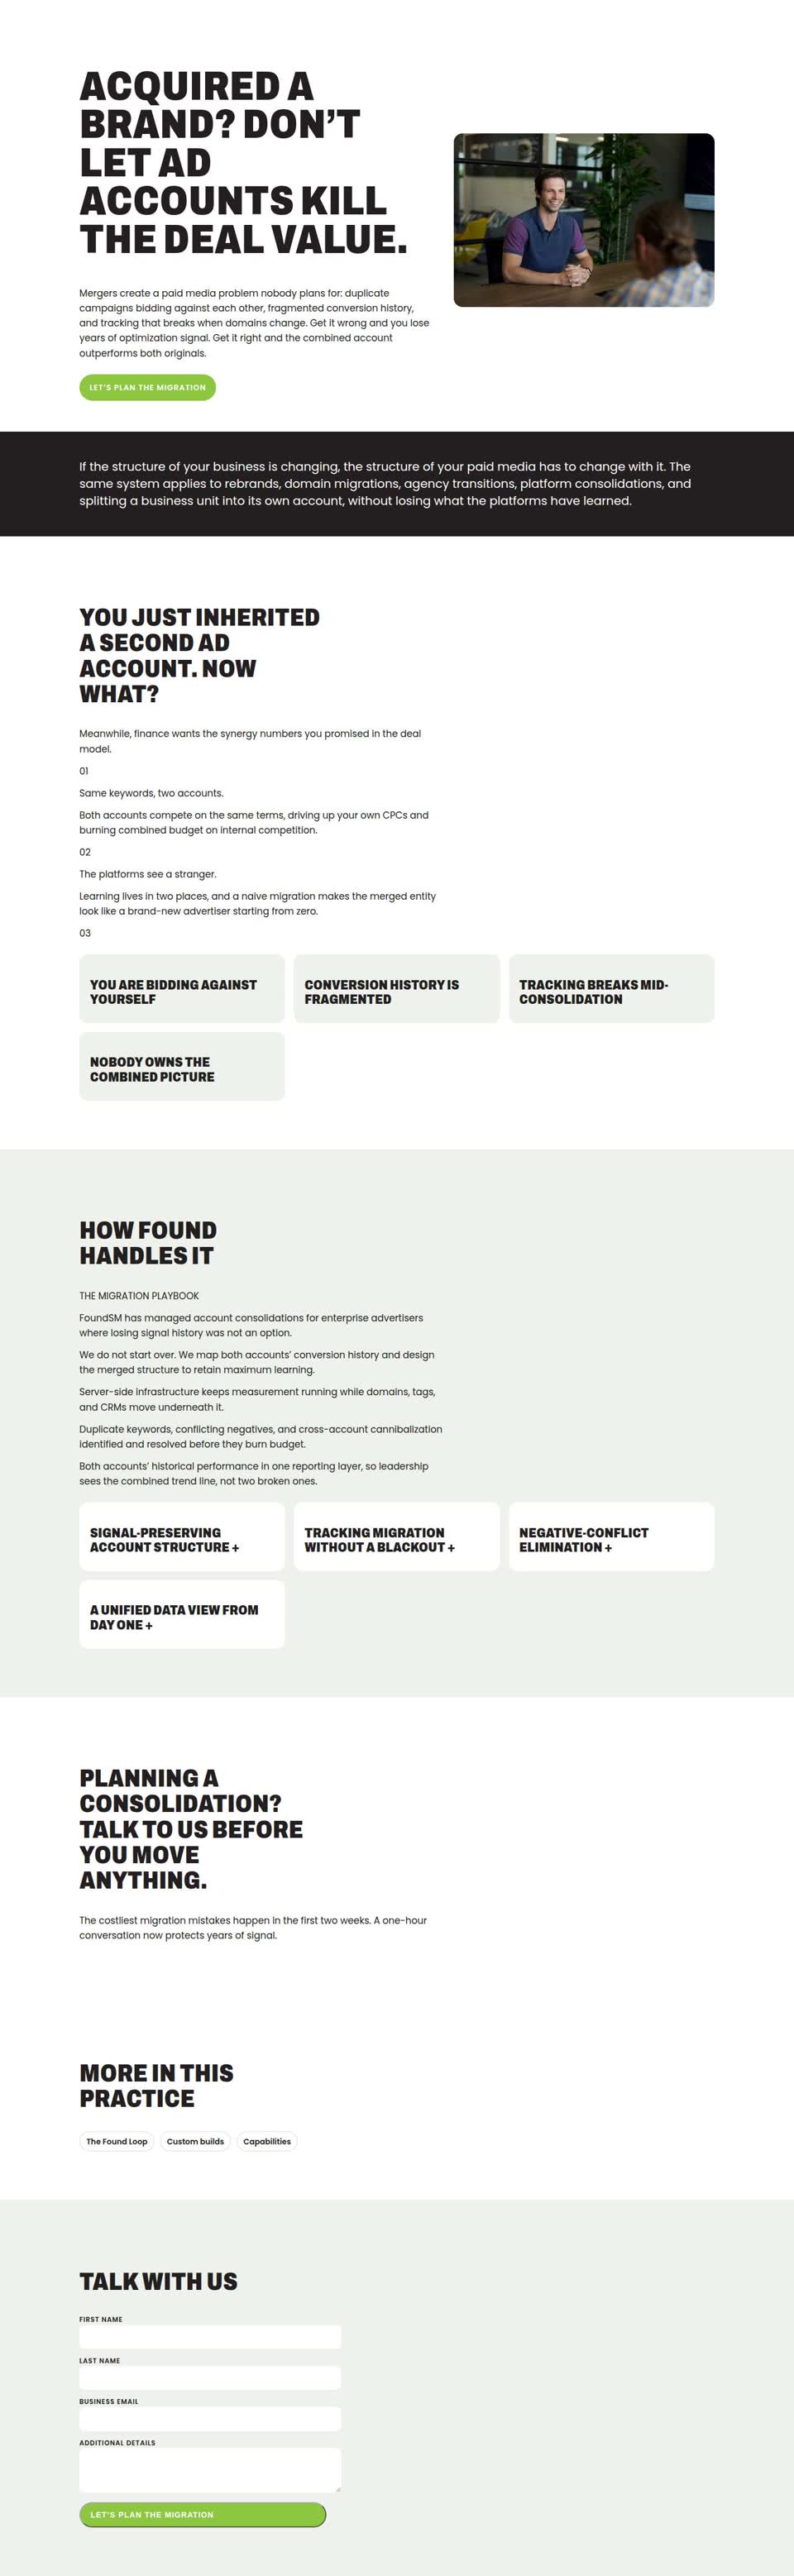 ACQUIRED A
BRAND? DON’T
LET AD
ACCOUNTS KILL
THE DEAL VALUE.
Mergers create a paid media problem nobody plans for: duplicate
campaigns bidding against each other, fragmented conversion history,
and tracking that breaks when domains change. Get it wrong and you lose
years of optimization signal. Get it right and the combined account
outperforms both originals.
LET’S PLAN THE MIGRATION
If the structure of your business is changing, the structure of your paid media has to change with it. The
same system applies to rebrands, domain migrations, agency transitions, platform consolidations, and
splitting a business unit into its own account, without losing what the platforms have learned.
YOU JUST INHERITED
A SECOND AD
ACCOUNT. NOW
WHAT?
Meanwhile, finance wants the synergy numbers you promised in the deal
model.
01
Same keywords, two accounts.
Both accounts compete on the same terms, driving up your own CPCs and
burning combined budget on internal competition.
02
The platforms see a stranger.
Learning lives in two places, and a naive migration makes the merged entity
look like a brand-new advertiser starting from zero.
03
YOU ARE BIDDING AGAINST
YOURSELF
CONVERSION HISTORY IS
FRAGMENTED
TRACKING BREAKS MID-
CONSOLIDATION
NOBODY OWNS THE
COMBINED PICTURE
HOW FOUND
HANDLES IT
THE MIGRATION PLAYBOOK
FoundSM has managed account consolidations for enterprise advertisers
where losing signal history was not an option.
We do not start over. We map both accounts’ conversion history and design
the merged structure to retain maximum learning.
Server-side infrastructure keeps measurement running while domains, tags,
and CRMs move underneath it.
Duplicate keywords, conflicting negatives, and cross-account cannibalization
identified and resolved before they burn budget.
Both accounts’ historical performance in one reporting layer, so leadership
sees the combined trend line, not two broken ones.
SIGNAL-PRESERVING
ACCOUNT STRUCTURE +
TRACKING MIGRATION
WITHOUT A BLACKOUT +
NEGATIVE-CONFLICT
ELIMINATION +
A UNIFIED DATA VIEW FROM
DAY ONE +
PLANNING A
CONSOLIDATION?
TALK TO US BEFORE
YOU MOVE
ANYTHING.
The costliest migration mistakes happen in the first two weeks. A one-hour
conversation now protects years of signal.
MORE IN THIS
PRACTICE
The Found Loop
Custom builds
Capabilities
TALK WITH US
FIRST NAME
LAST NAME
BUSINESS EMAIL
ADDITIONAL DETAILS
LET’S PLAN THE MIGRATION